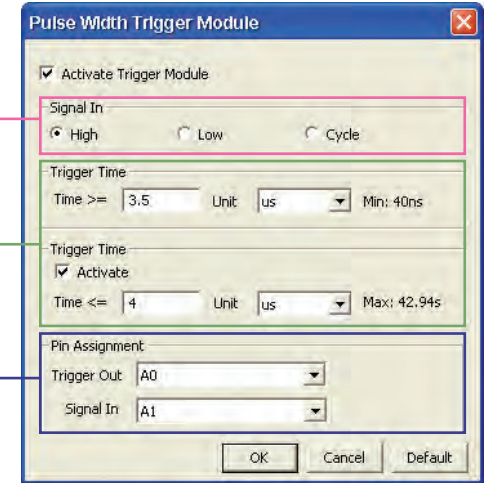 Pulse Width Trigger Module
Activate Trigger Module
Signal In
High Low Cycle
Trigger Time
Time >= 3.5 Unit us Min: 40ns
Trigger Time
Activate
Time <= 4 Unit us Max: 42.94s
Pin Assignment
Trigger Out A0
Signal In A1
OK Cancel Default